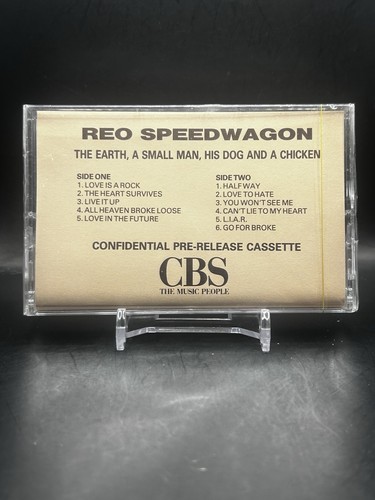 REO SPEEDWAGON
THE EARTH, A SMALL MAN, HIS DOG AND A CHICKEN
SIDE ONE
1. LOVE IS A ROCK
2. THE HEART SURVIVES
3. LIVE IT UP
4. ALL HEAVEN BROKE LOOSE
5. LOVE IN THE FUTURE
SIDE TWO
1. HALF WAY
2. LOVE TO HATE
3. YOU WON'T SEE ME
4. CAN'T LIE TO MY HEART
5. L.I.A.R.
6. GO FOR BROKE
CONFIDENTIAL PRE-RELEASE CASSETTE
CBS
THE MUSIC PEOPLE